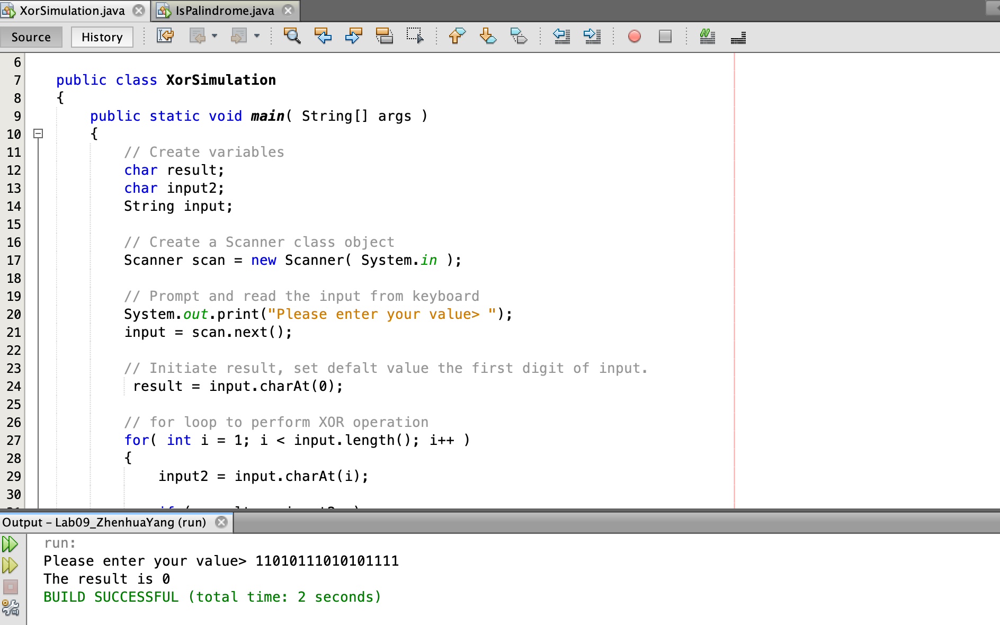 XorSimulation.java IsPalindrome.java
Source History
6
7 public class XorSimulation
8 {
9 public static void main( String[] args )
10 {
11 // Create variables
12 char result;
13 char input2;
14 String input;
15
16 // Create a Scanner class object
17 Scanner scan = new Scanner( System.in );
18
19 // Prompt and read the input from keyboard
20 System.out.print("Please enter your value> ");
21 input = scan.next();
22
23 // Initiate result, set defalt value the first digit of input.
24 result = input.charAt(0);
25
26 // for loop to perform XOR operation
27 for( int i = 1; i < input.length(); i++ )
28 {
29 input2 = input.charAt(i);
30
Output – Lab09_ZhenhuaYang (run)
run:
Please enter your value> 11010111010101111
The result is 0
BUILD SUCCESSFUL (total time: 2 seconds)